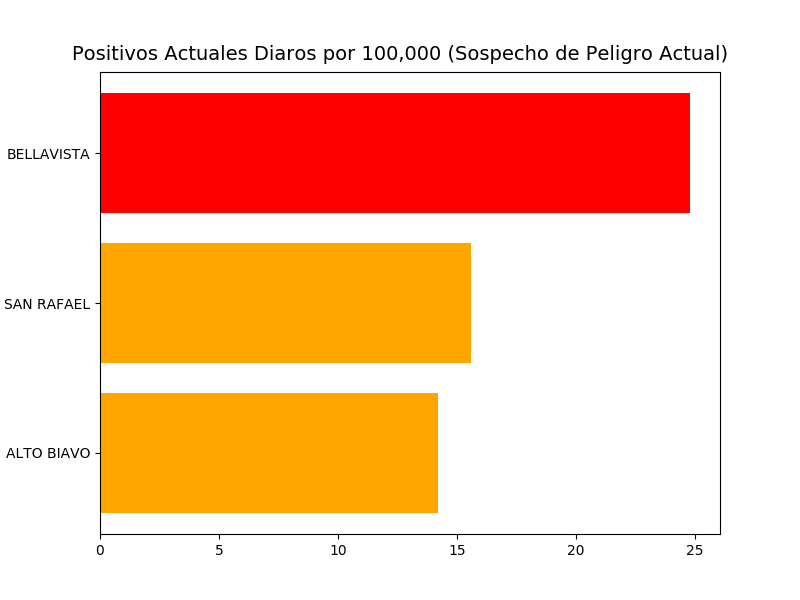 Positivos Actuales Diaros por 100,000 (Sospecho de Peligro Actual)
BELLAVISTA
SAN RAFAEL
ALTO BIAVO
0 5 10 15 20 25